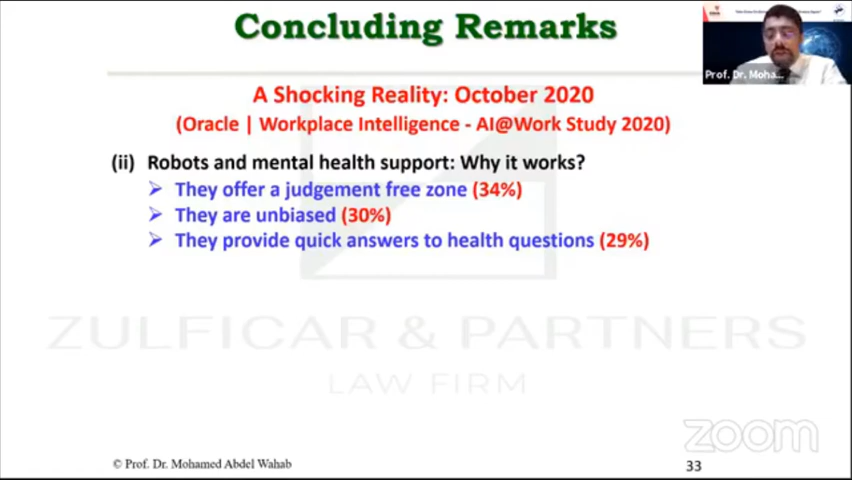 Concluding Remarks
Prof. Dr. Moha...
A Shocking Reality: October 2020
(Oracle | Workplace Intelligence - AI@Work Study 2020)
(ii) Robots and mental health support: Why it works?
➢ They offer a judgement free zone (34%)
➢ They are unbiased (30%)
➢ They provide quick answers to health questions (29%)
ZULFICAR & PARTNERS
LAW FIRM
zoom
© Prof. Dr. Mohamed Abdel Wahab
33